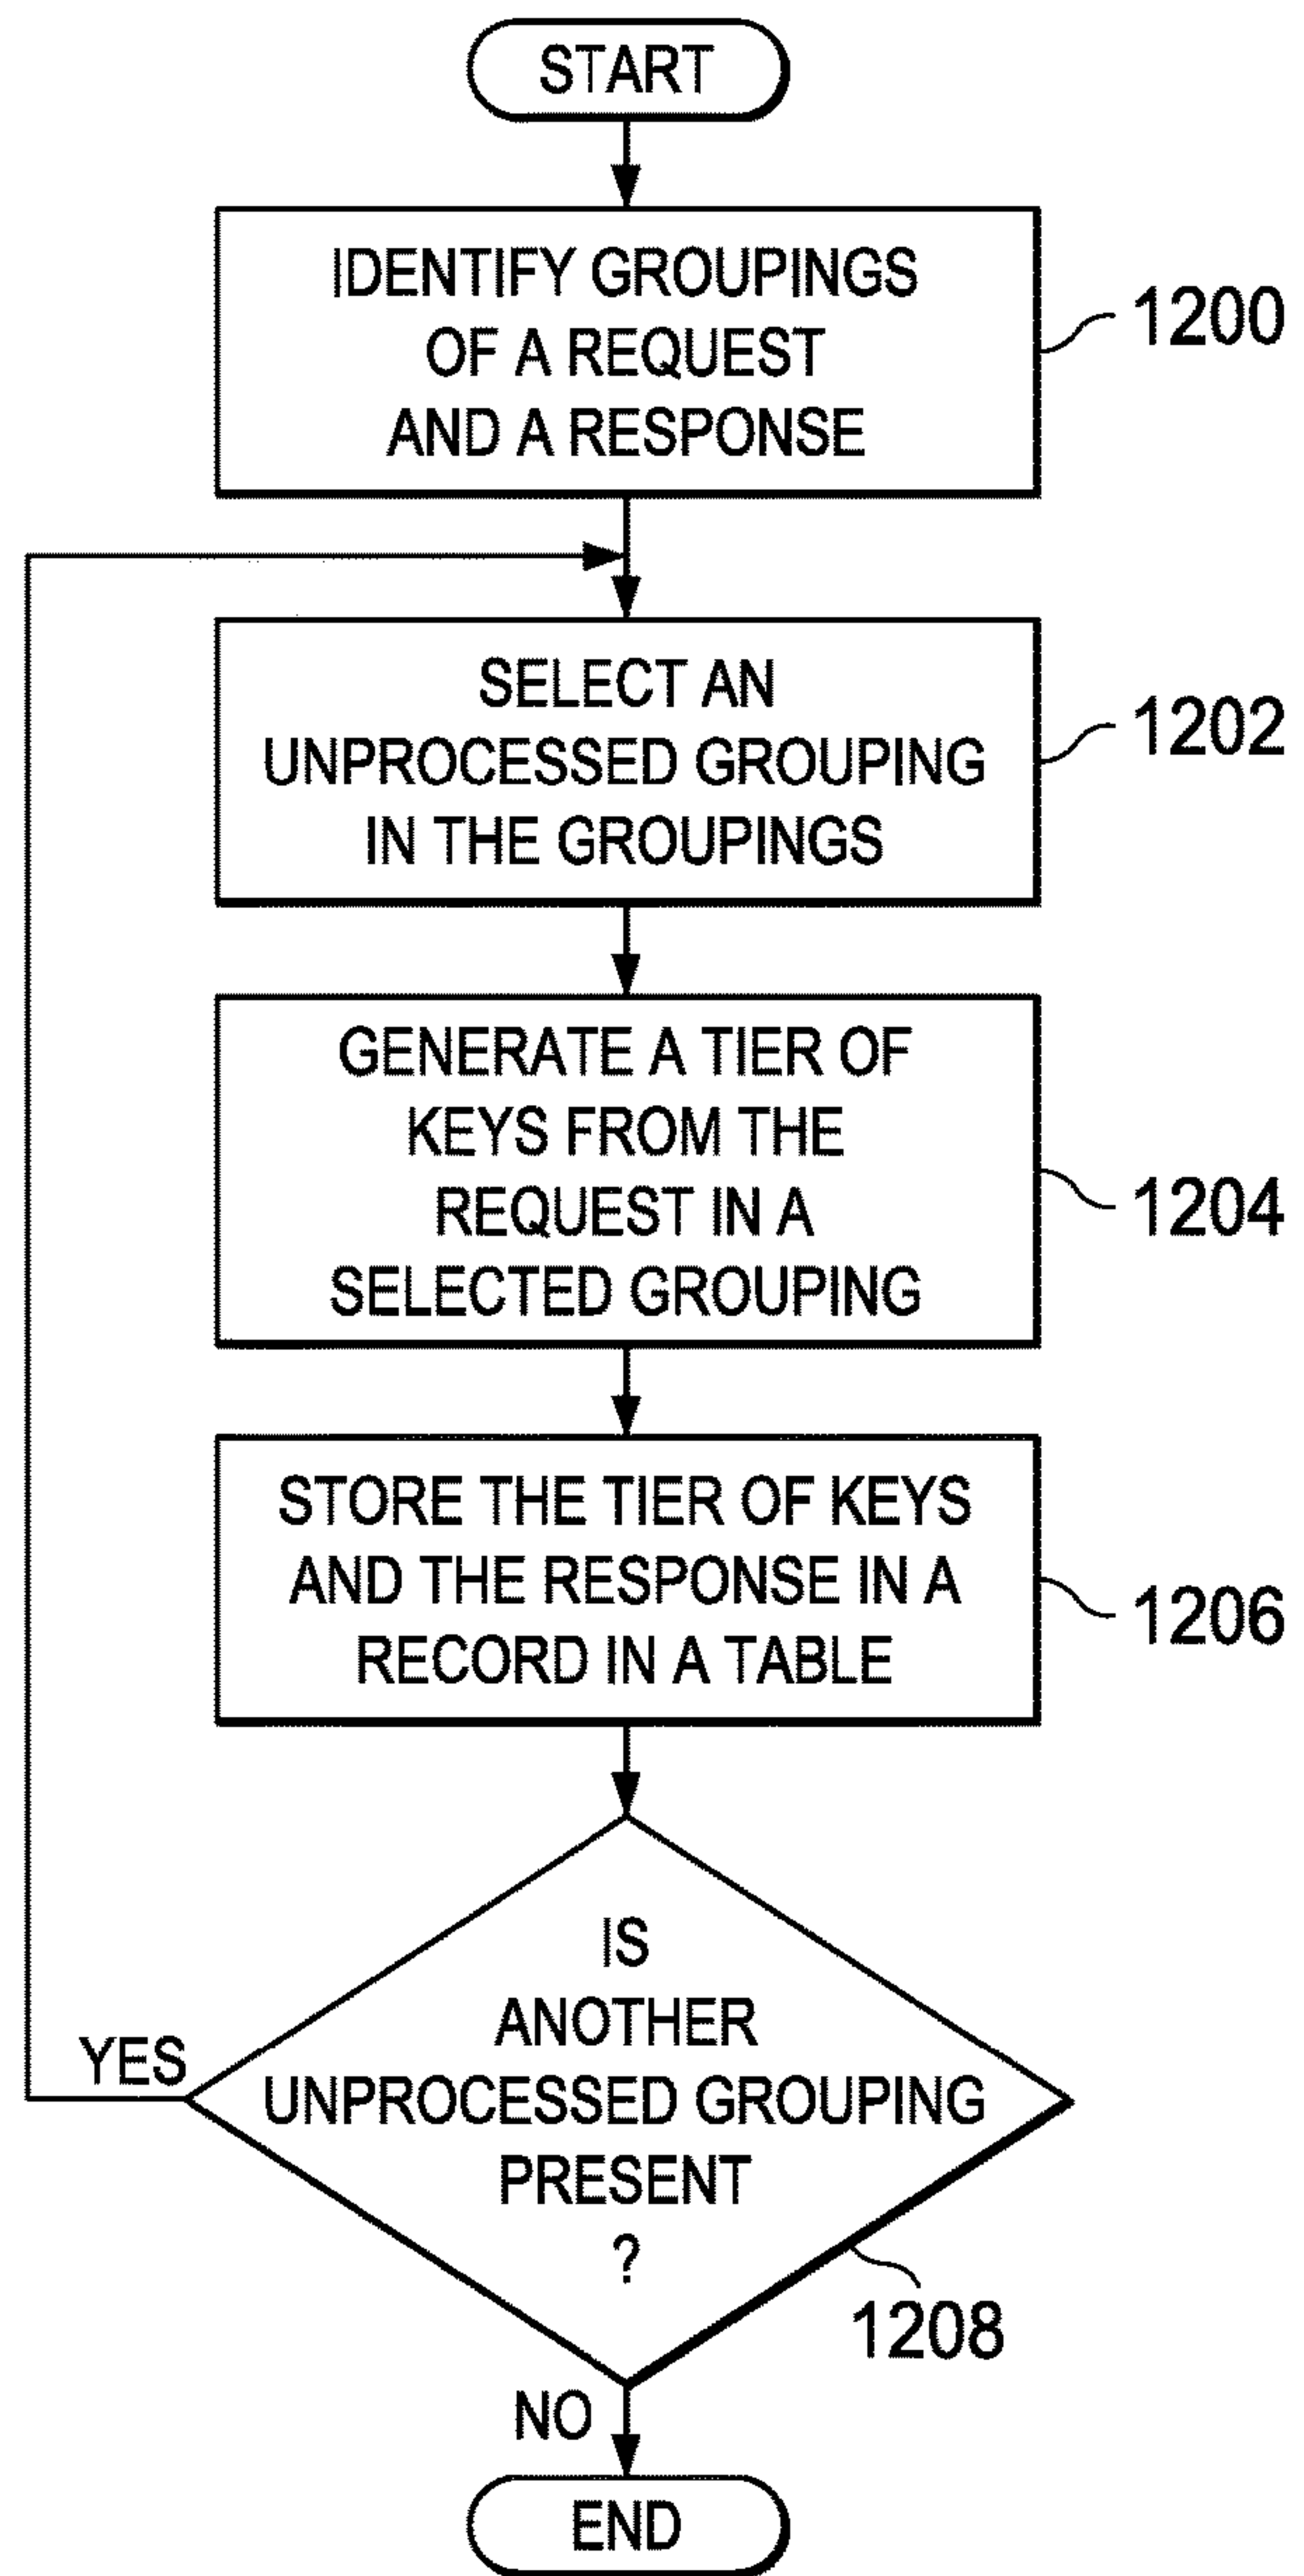 START
IDENTIFY GROUPINGS
OF A REQUEST
AND A RESPONSE
1200
SELECT AN
UNPROCESSED GROUPING
IN THE GROUPINGS
1202
GENERATE A TIER OF
KEYS FROM THE
REQUEST IN A
SELECTED GROUPING
1204
STORE THE TIER OF KEYS
AND THE RESPONSE IN A
RECORD IN A TABLE
1206
IS
ANOTHER
UNPROCESSED GROUPING
PRESENT
?
YES
1208
NO
END